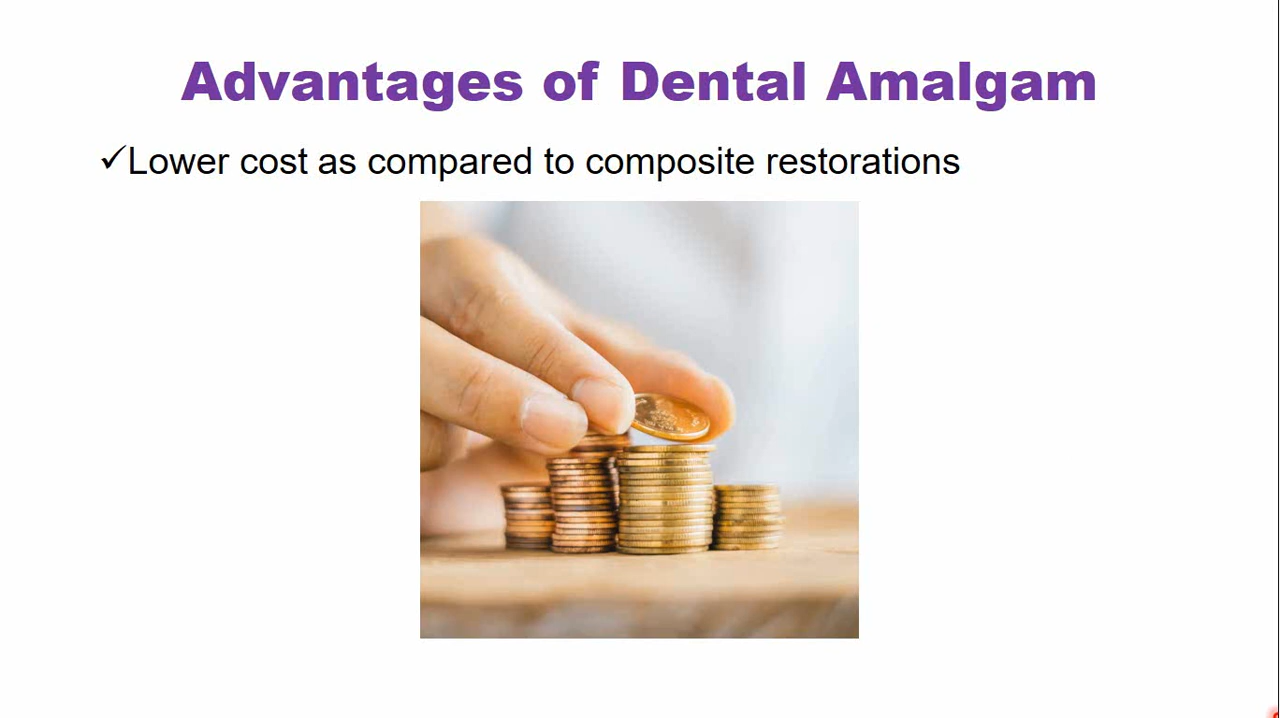 Advantages of Dental Amalgam
✓Lower cost as compared to composite restorations